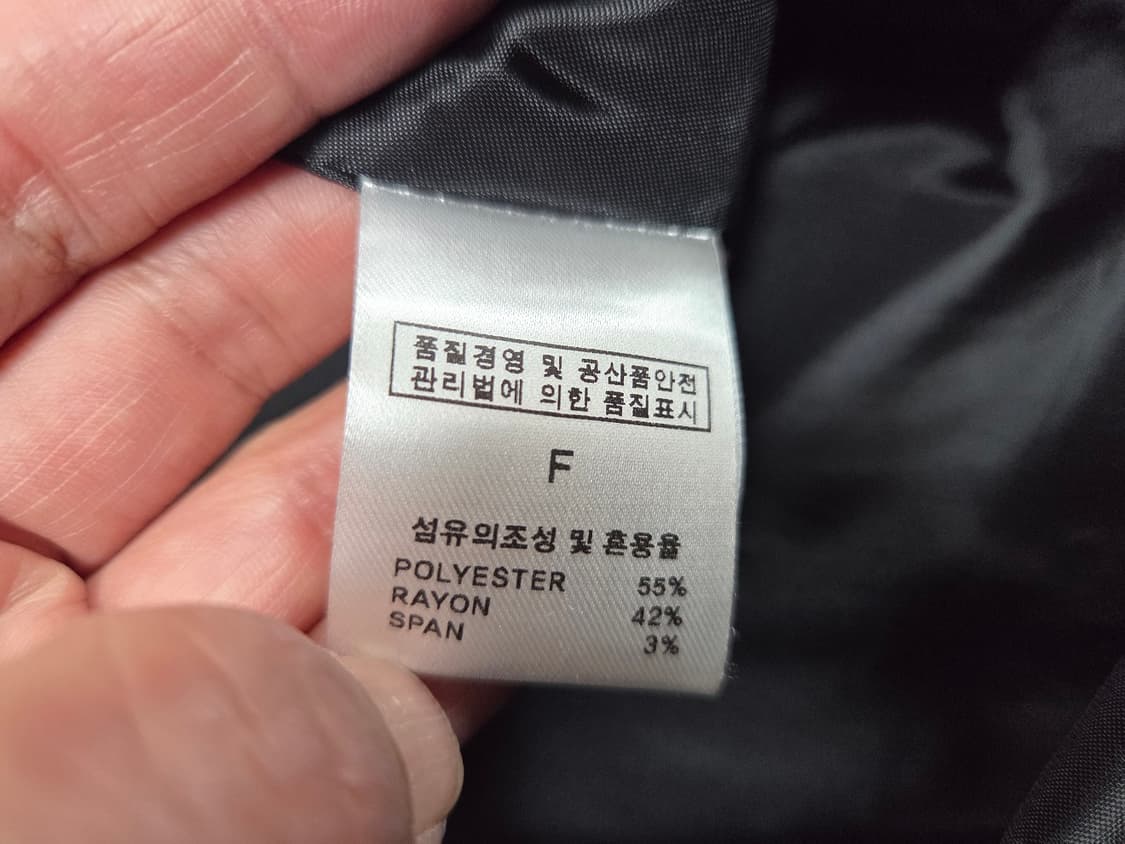 품질경영 및 공산품안전
관리법에 의한 품질표시
F
섬유의조성 및 혼용율
POLYESTER 55%
RAYON 42%
SPAN 3%